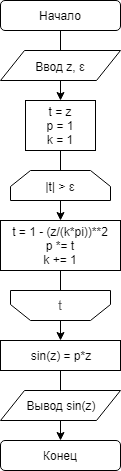 Начало
Ввод z, ε
t = z
p = 1
k = 1
|t| > ε
t = 1 - (z/(k*pi))**2
p *= t
k += 1
t
sin(z) = p*z
Вывод sin(z)
Конец